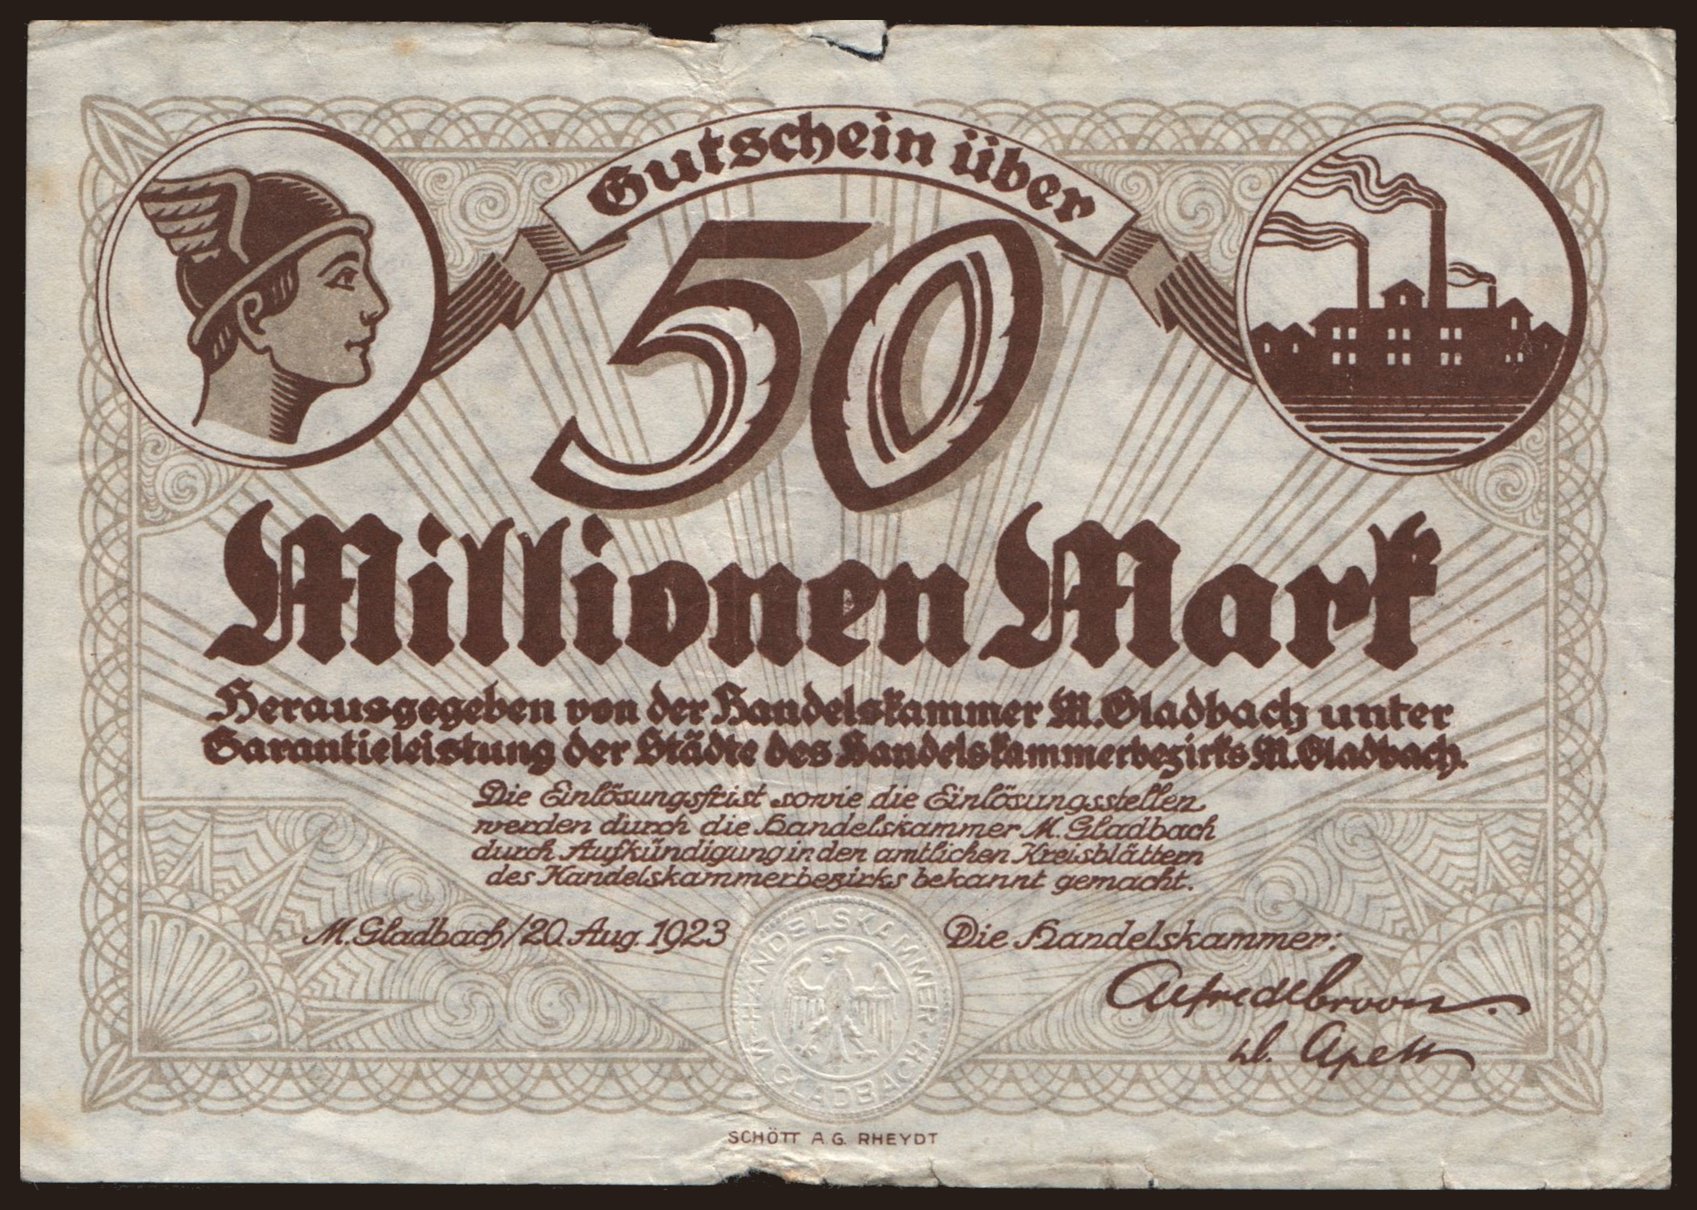 Gutschein über
50
Millionen Mark
Herausgegeben von der Handelskammer M.Gladbach unter
Garantieleistung der Städte des Handelskammerbezirks M.Gladbach.
Die Einlösungsfrist sowie die Einlösungsstellen
werden durch die Handelskammer M. Gladbach
durch Aufkündigung in den amtlichen Kreisblättern
des Handelskammerbezirks bekannt gemacht.
M.Gladbach/20.Aug.1923
Die Handelskammer:
HANDELSKAMMER
M. GLADBACH
SCHÖTT A.G. RHEYDT